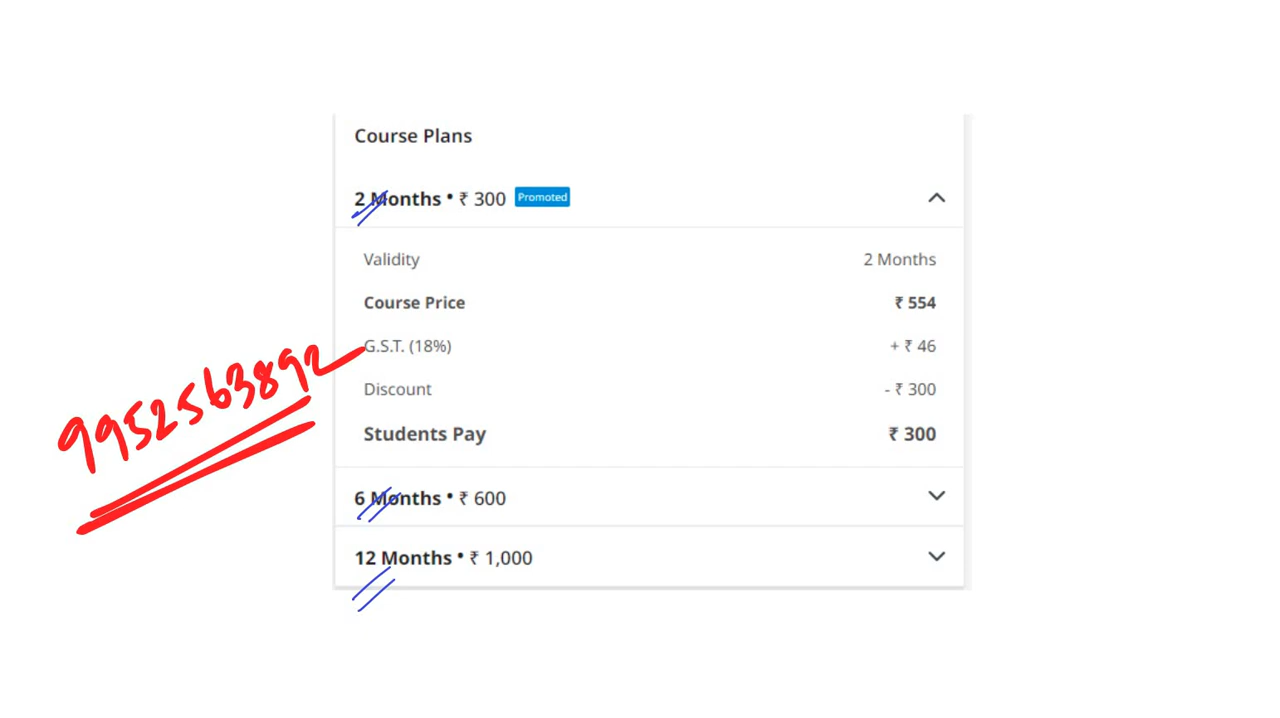 Course Plans
2 Months • ₹ 300 Promoted
Validity 2 Months
Course Price ₹ 554
G.S.T. (18%) + ₹ 46
Discount - ₹ 300
Students Pay ₹ 300
6 Months • ₹ 600
12 Months • ₹ 1,000
9952563892